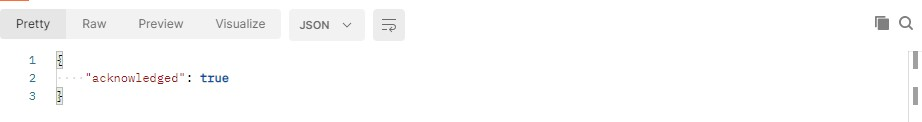 Pretty Raw Preview Visualize JSON
1 {
2 ····"acknowledged": true
3 }